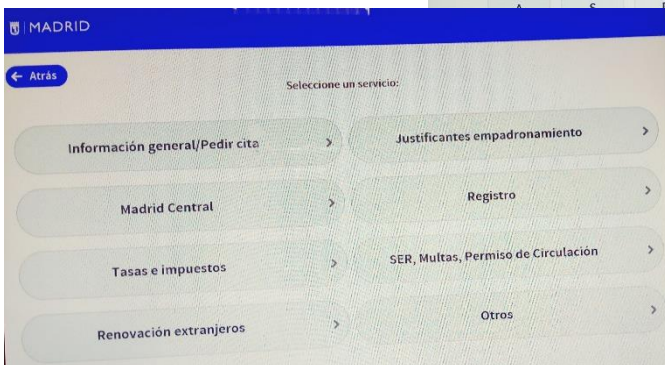 MADRID
← Atrás
Seleccione un servicio:
Información general/Pedir cita
Justificantes empadronamiento
Madrid Central
Registro
Tasas e impuestos
SER, Multas, Permiso de Circulación
Renovación extranjeros
Otros